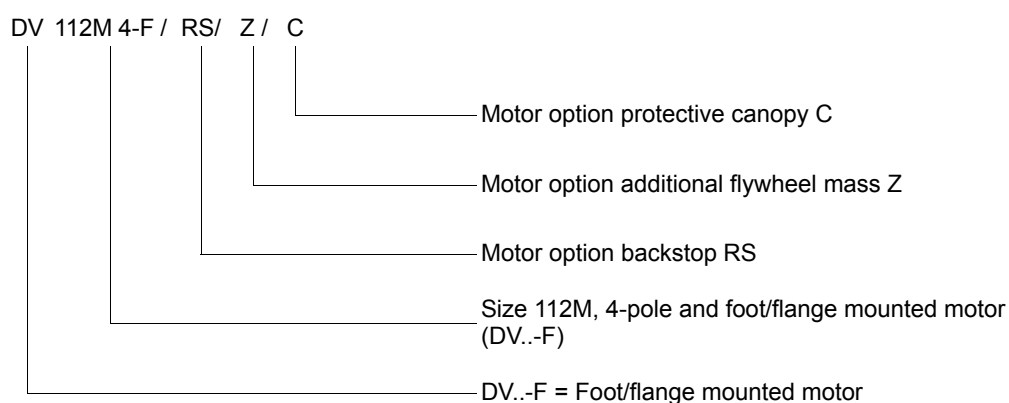 DV 112M 4-F / RS/ Z / C
Motor option protective canopy C
Motor option additional flywheel mass Z
Motor option backstop RS
Size 112M, 4-pole and foot/flange mounted motor
(DV..-F)
DV..-F = Foot/flange mounted motor